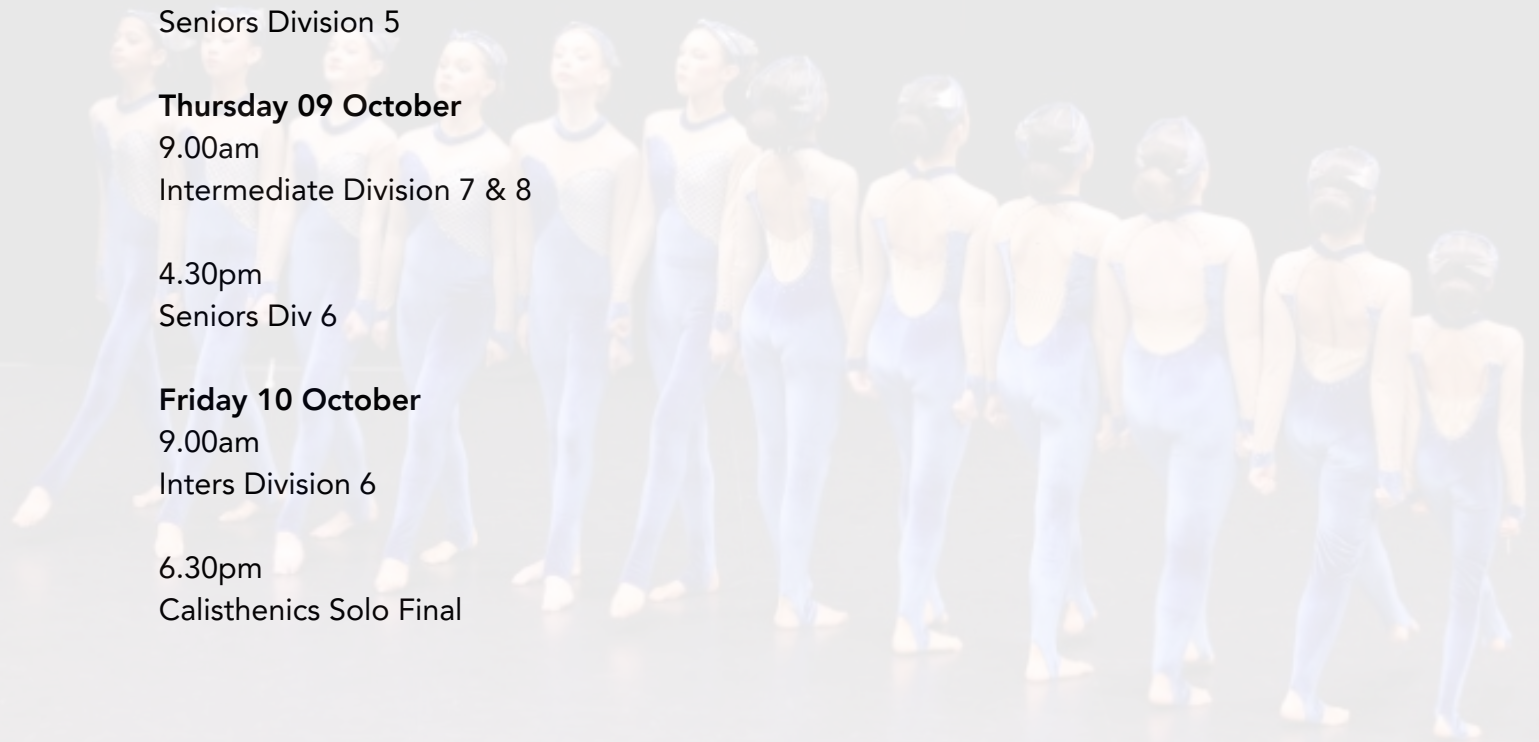 Seniors Division 5
Thursday 09 October
9.00am
Intermediate Division 7 & 8
4.30pm
Seniors Div 6
Friday 10 October
9.00am
Inters Division 6
6.30pm
Calisthenics Solo Final